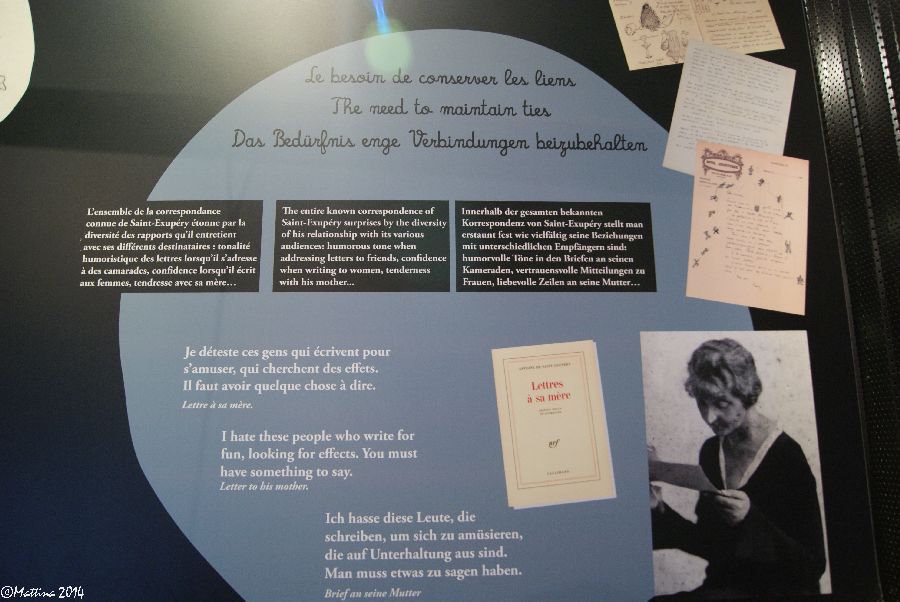 Le besoin de conserver les liens
The need to maintain ties
Das Bedürfnis enge Verbindungen beizubehalten
L'ensemble de la correspondance
connue de Saint-Exupéry étonne par la
diversité des rapports qu'il entretient
avec ses différents destinataires : tonalité
humoristique des lettres lorsqu'il s'adresse
à des camarades, confidence lorsqu'il écrit
aux femmes, tendresse avec sa mère...
The entire known correspondence of
Saint-Exupéry surprises by the diversity
of his relationship with its various
audiences: humorous tone when
addressing letters to friends, confidence
when writing to women, tenderness
with his mother...
Innerhalb der gesamten bekannten
Korrespondenz von Saint-Exupéry stellt man
erstaunt fest wie vielfältig seine Beziehungen
mit unterschiedlichen Empfängern sind:
humorvolle Töne in den Briefen an seinen
Kameraden, vertrauensvolle Mitteilungen zu
Frauen, liebevolle Zeilen an seine Mutter...
Je déteste ces gens qui écrivent pour
s'amuser, qui cherchent des effets.
Il faut avoir quelque chose à dire.
Lettre à sa mère.
I hate these people who write for
fun, looking for effects. You must
have something to say.
Letter to his mother.
Ich hasse diese Leute, die
schreiben, um sich zu amüsieren,
die auf Unterhaltung aus sind.
Man muss etwas zu sagen haben.
Brief an seine Mutter
ANTOINE DE SAINT-EXUPÉRY
Lettres
à sa mère
nrf
GALLIMARD
©Mattina 2014